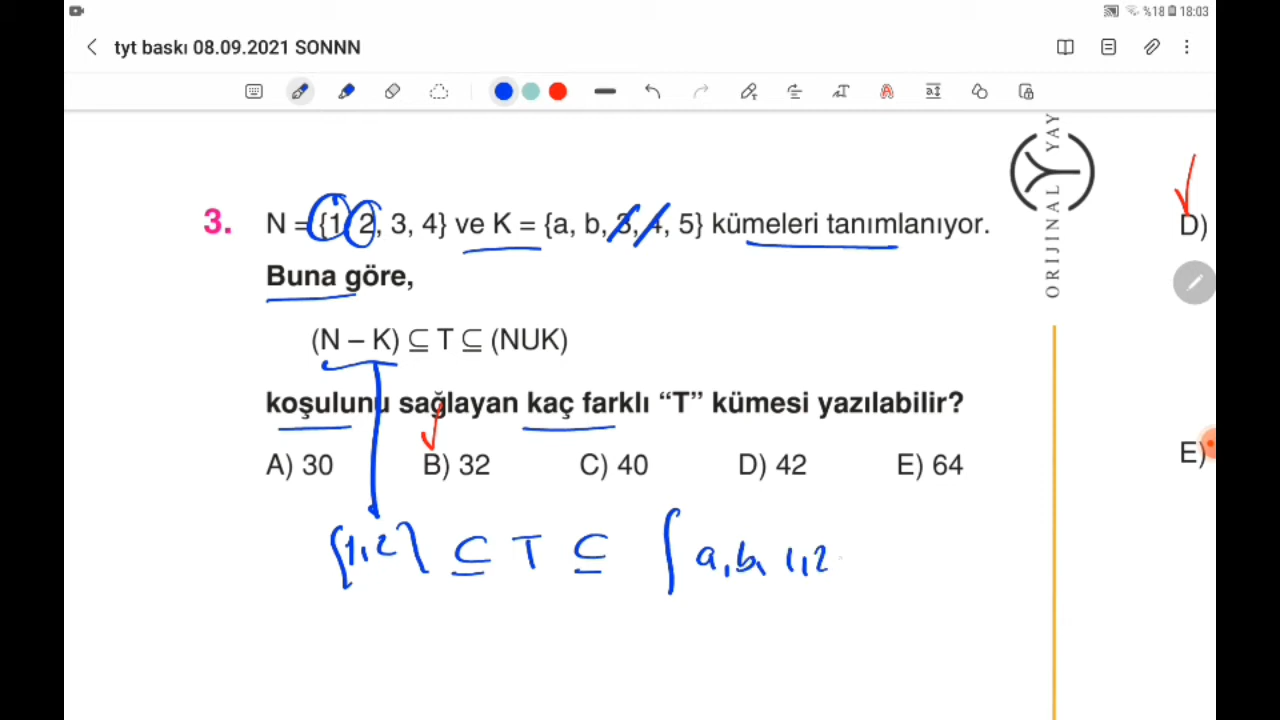 %18 18:03
tyt baskı 08.09.2021 SONNN
ORIJINAL YAY
3. N = {1, 2, 3, 4} ve K = {a, b, 3, 4, 5} kümeleri tanımlanıyor.
D)
Buna göre,
(N – K) ⊆ T ⊆ (NUK)
koşulunu sağlayan kaç farklı “T” kümesi yazılabilir?
A) 30 B) 32 C) 40 D) 42 E) 64
E)
{1,2} ⊆ T ⊆ { a, b, 1, 2